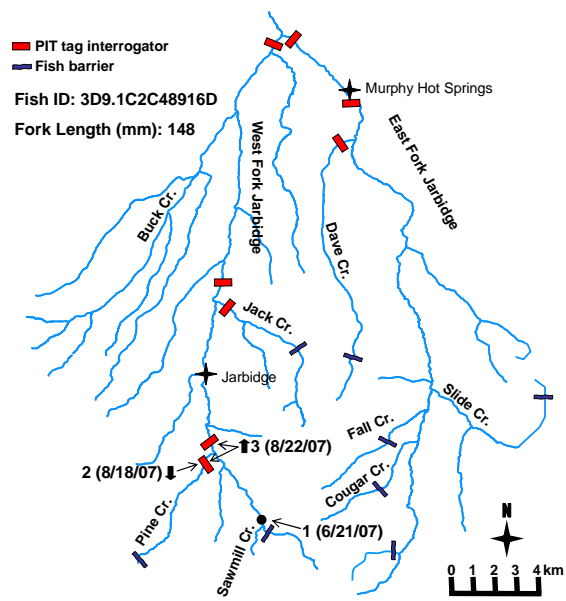 PIT tag interrogator
Fish barrier
Fish ID: 3D9.1C2C48916D
Fork Length (mm): 148
Murphy Hot Springs
West Fork Jarbidge
East Fork Jarbidge
Buck Cr.
Dave Cr.
Jack Cr.
Jarbidge
Slide Cr.
Fall Cr.
3 (8/22/07)
2 (8/18/07)
Cougar Cr.
Pine Cr.
1 (6/21/07)
Sawmill Cr.
N
0 1 2 3 4 km